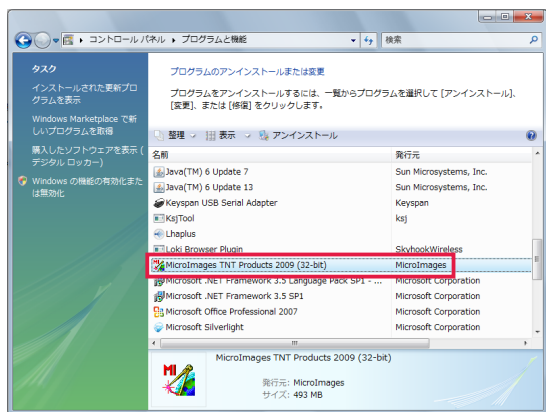 コントロール パネル ▸ プログラムと機能
検索
タスク
インストールされた更新プログラムを表示
Windows Marketplace で新しいプログラムを取得
購入したソフトウェアを表示 (デジタル ロッカー)
Windows の機能の有効化または無効化
プログラムのアンインストールまたは変更
プログラムをアンインストールするには、一覧からプログラムを選択して [アンインストール]、
[変更]、または [修復] をクリックします。
整理 表示 アンインストール
名前 発行元
Java(TM) 6 Update 7 Sun Microsystems, Inc.
Java(TM) 6 Update 13 Sun Microsystems, Inc.
Keyspan USB Serial Adapter Keyspan
KsjTool ksj
Lhaplus
Loki Browser Plugin SkyhookWireless
MicroImages TNT Products 2009 (32-bit) MicroImages
Microsoft .NET Framework 3.5 Language Pack SP1 - ... Microsoft Corporation
Microsoft .NET Framework 3.5 SP1 Microsoft Corporation
Microsoft Office Professional 2007 Microsoft Corporation
Microsoft Silverlight Microsoft Corporation
MI
MicroImages TNT Products 2009 (32-bit)
発行元: MicroImages
サイズ: 493 MB